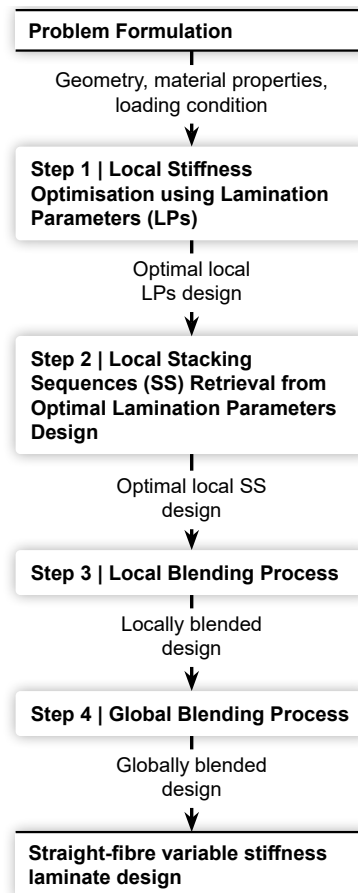 Problem Formulation
Geometry, material properties,
loading condition
Step 1 | Local Stiffness
Optimisation using Lamination
Parameters (LPs)
Optimal local
LPs design
Step 2 | Local Stacking
Sequences (SS) Retrieval from
Optimal Lamination Parameters
Design
Optimal local SS
design
Step 3 | Local Blending Process
Locally blended
design
Step 4 | Global Blending Process
Globally blended
design
Straight-fibre variable stiffness
laminate design